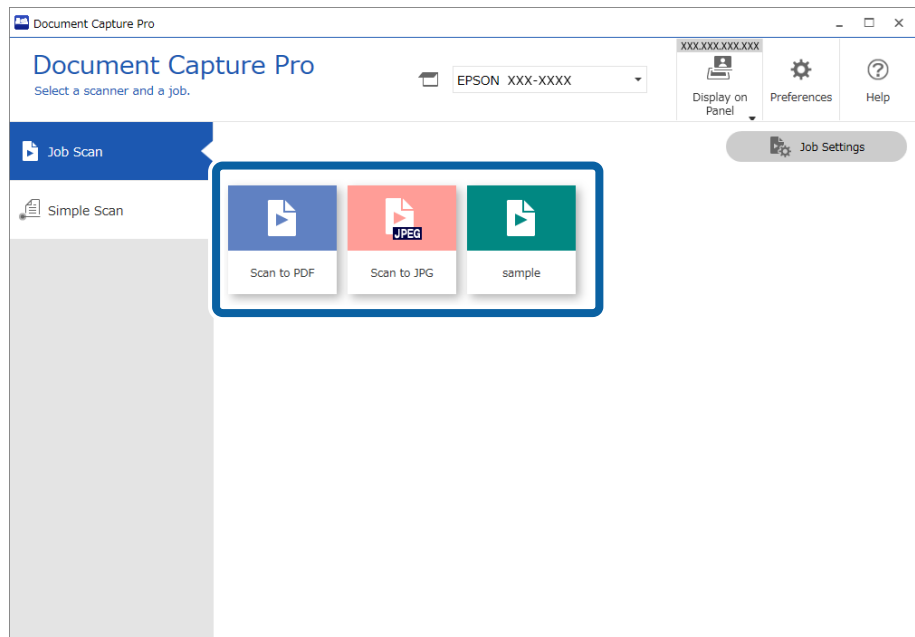 Document Capture Pro
Document Capture Pro
Select a scanner and a job.
EPSON XXX-XXXX
XXX.XXX.XXX.XXX
Display on
Panel
Preferences
Help
Job Scan
Job Settings
Simple Scan
JPEG
Scan to PDF
Scan to JPG
sample